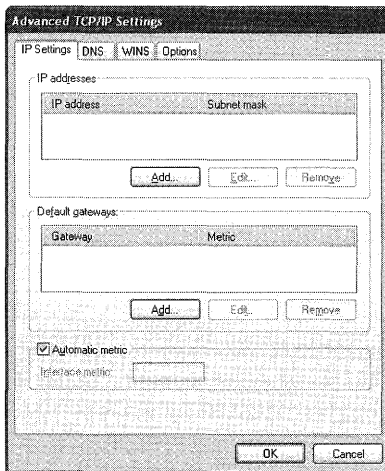 Advanced TCP/IP Settings
IP Settings DNS WINS Options
IP addresses
IP address Subnet mask
Add... Edit... Remove
Default gateways:
Gateway Metric
Add... Edit... Remove
Automatic metric
Interface metric:
OK Cancel